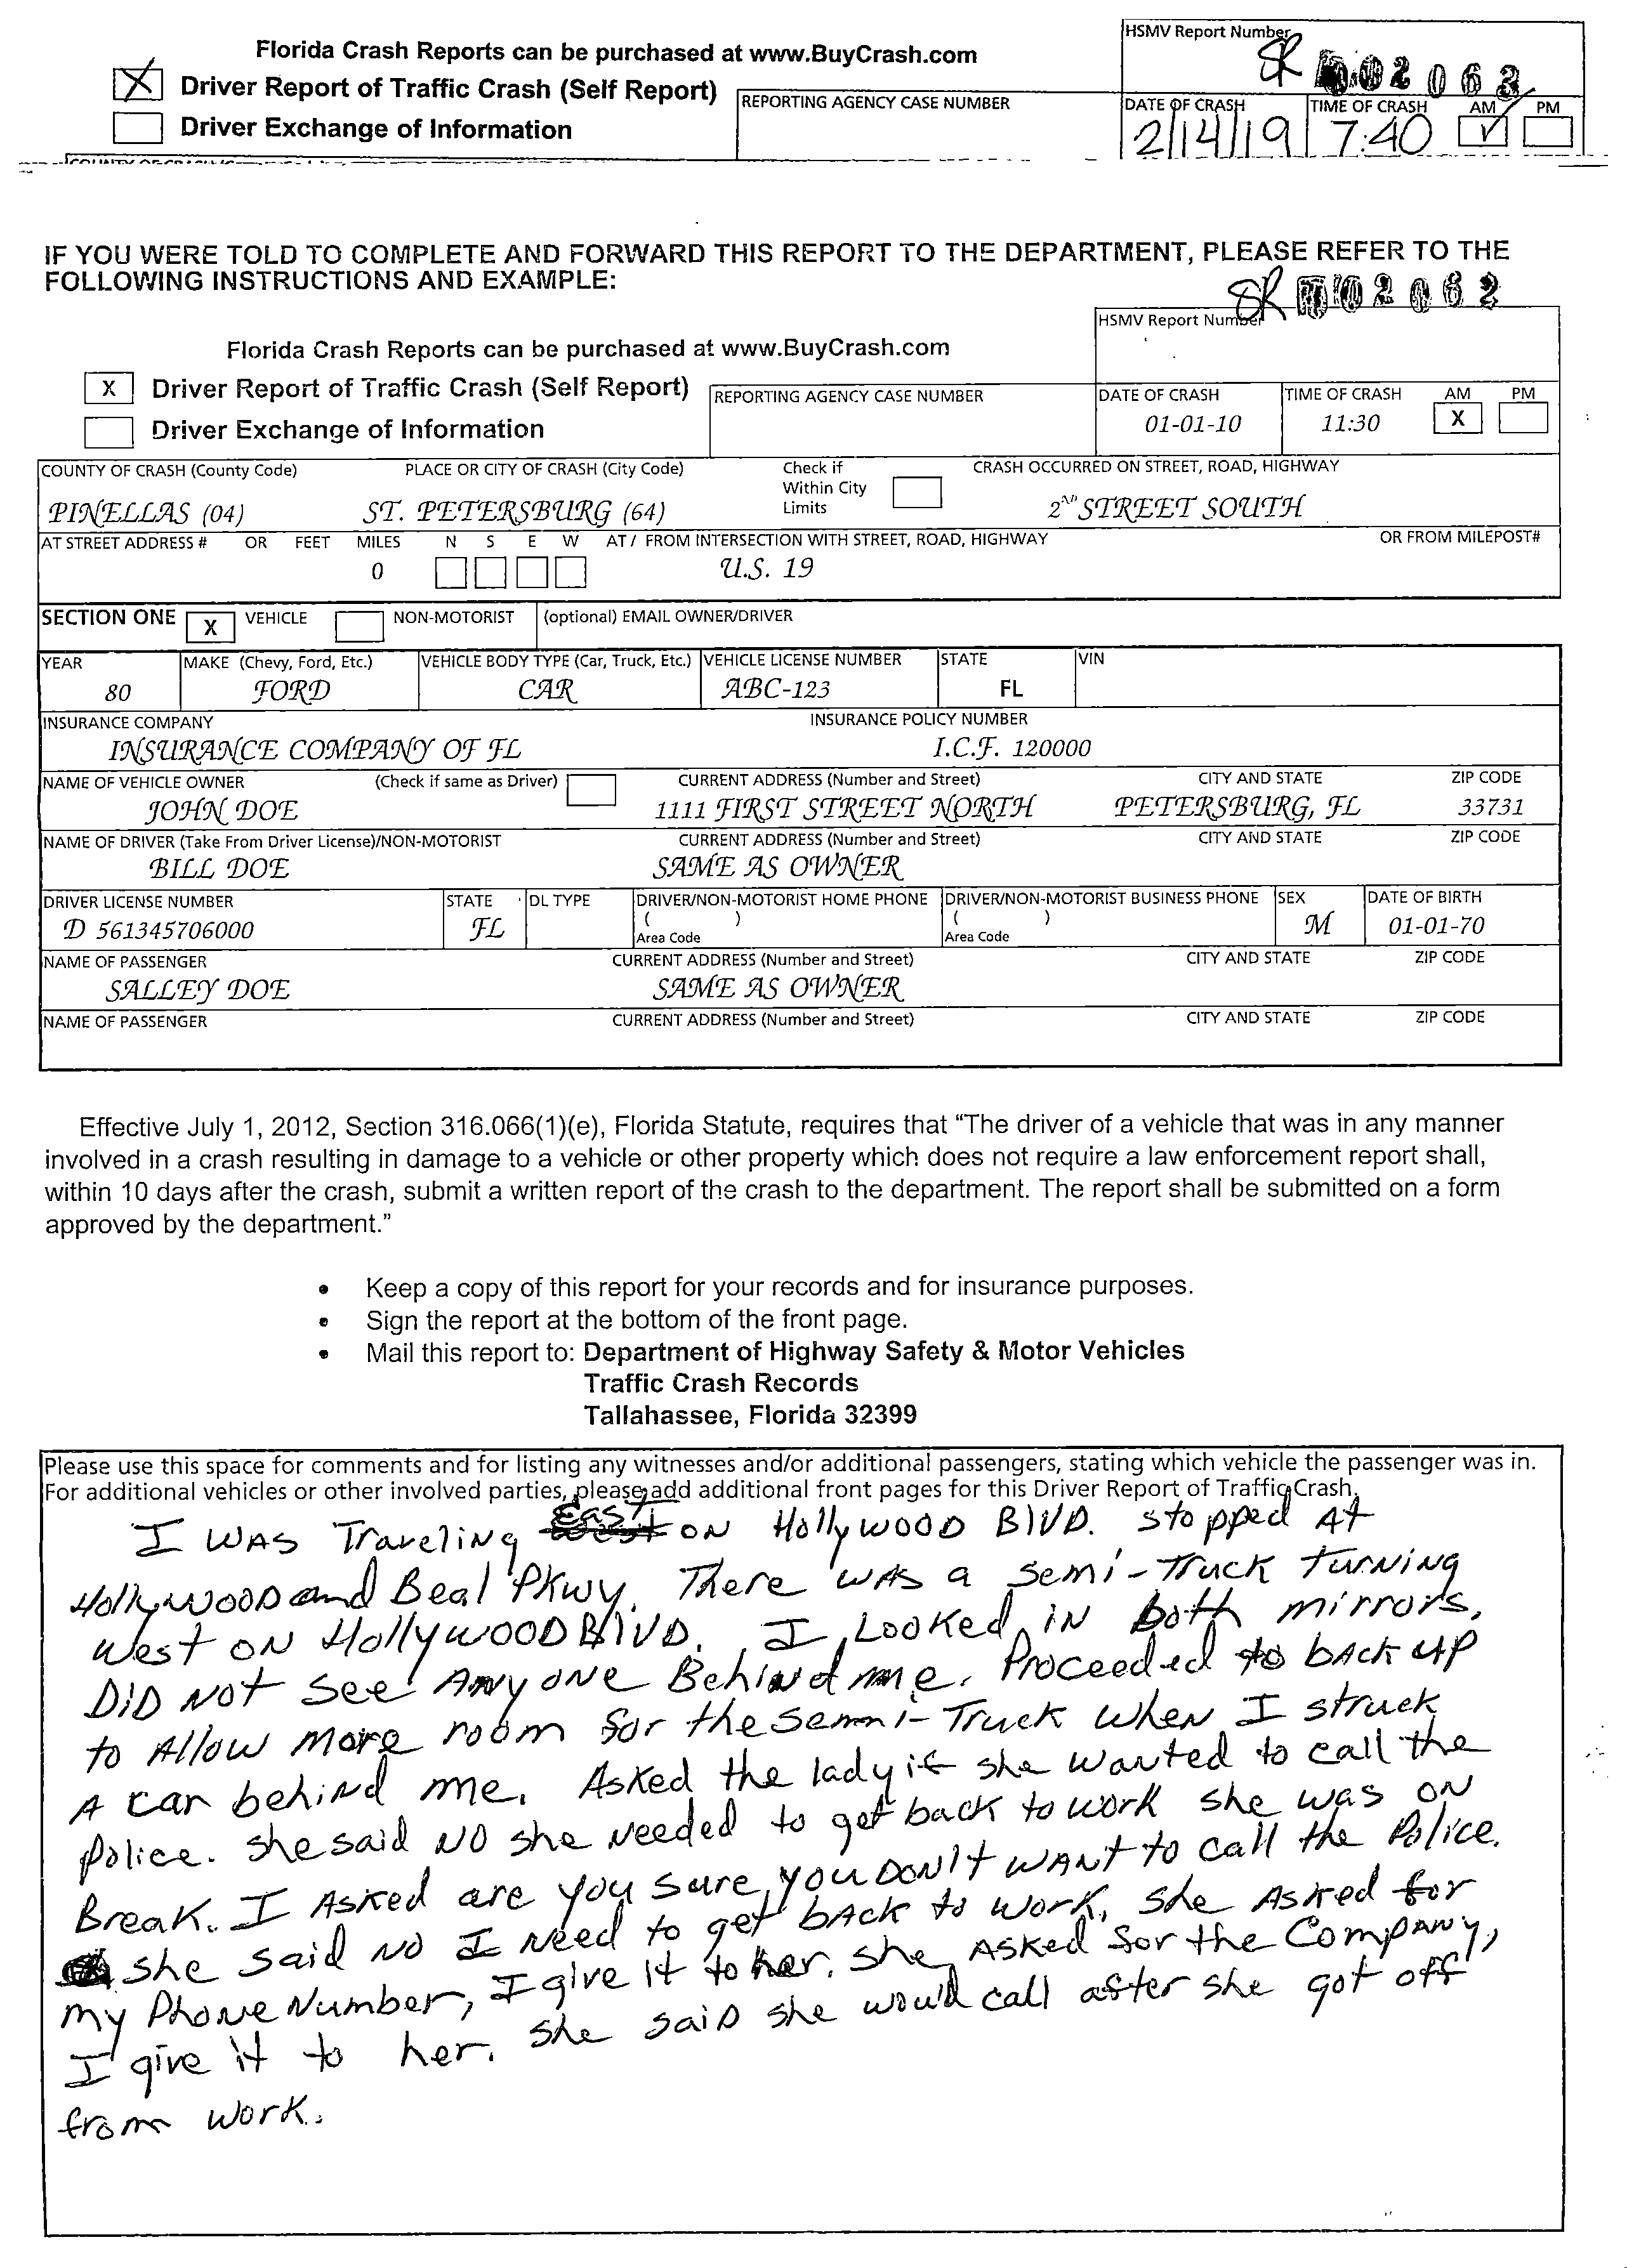 HSMV Report Number
Florida Crash Reports can be purchased at www.BuyCrash.com
SR 02063
X Driver Report of Traffic Crash (Self Report)
REPORTING AGENCY CASE NUMBER
DATE OF CRASH TIME OF CRASH AM PM
Driver Exchange of Information
2/14/19 7:40
IF YOU WERE TOLD TO COMPLETE AND FORWARD THIS REPORT TO THE DEPARTMENT, PLEASE REFER TO THE
FOLLOWING INSTRUCTIONS AND EXAMPLE:
SR 02062
HSMV Report Number
Florida Crash Reports can be purchased at www.BuyCrash.com
X Driver Report of Traffic Crash (Self Report)
REPORTING AGENCY CASE NUMBER
DATE OF CRASH TIME OF CRASH AM PM
Driver Exchange of Information
01-01-10 11:30 X
COUNTY OF CRASH (County Code) PLACE OR CITY OF CRASH (City Code) Check if Within City Limits CRASH OCCURRED ON STREET, ROAD, HIGHWAY
PINELLAS (04) ST. PETERSBURG (64) 2ND STREET SOUTH
AT STREET ADDRESS # OR FEET MILES N S E W AT / FROM INTERSECTION WITH STREET, ROAD, HIGHWAY OR FROM MILEPOST#
0 U.S. 19
SECTION ONE X VEHICLE NON-MOTORIST (optional) EMAIL OWNER/DRIVER
YEAR MAKE (Chevy, Ford, Etc.) VEHICLE BODY TYPE (Car, Truck, Etc.) VEHICLE LICENSE NUMBER STATE VIN
80 FORD CAR ABC-123 FL
INSURANCE COMPANY INSURANCE POLICY NUMBER
INSURANCE COMPANY OF FL I.C.F. 120000
NAME OF VEHICLE OWNER (Check if same as Driver) CURRENT ADDRESS (Number and Street) CITY AND STATE ZIP CODE
JOHN DOE 1111 FIRST STREET NORTH PETERSBURG, FL 33731
NAME OF DRIVER (Take From Driver License)/NON-MOTORIST CURRENT ADDRESS (Number and Street) CITY AND STATE ZIP CODE
BILL DOE SAME AS OWNER
DRIVER LICENSE NUMBER STATE DL TYPE DRIVER/NON-MOTORIST HOME PHONE DRIVER/NON-MOTORIST BUSINESS PHONE SEX DATE OF BIRTH
D 561345706000 FL ( ) Area Code ( ) Area Code M 01-01-70
NAME OF PASSENGER CURRENT ADDRESS (Number and Street) CITY AND STATE ZIP CODE
SALLEY DOE SAME AS OWNER
NAME OF PASSENGER CURRENT ADDRESS (Number and Street) CITY AND STATE ZIP CODE
Effective July 1, 2012, Section 316.066(1)(e), Florida Statute, requires that “The driver of a vehicle that was in any manner
involved in a crash resulting in damage to a vehicle or other property which does not require a law enforcement report shall,
within 10 days after the crash, submit a written report of the crash to the department. The report shall be submitted on a form
approved by the department.”
• Keep a copy of this report for your records and for insurance purposes.
• Sign the report at the bottom of the front page.
• Mail this report to: Department of Highway Safety & Motor Vehicles
Traffic Crash Records
Tallahassee, Florida 32399
Please use this space for comments and for listing any witnesses and/or additional passengers, stating which vehicle the passenger was in.
For additional vehicles or other involved parties, please add additional front pages for this Driver Report of Traffic Crash.
I WAS Traveling East ON HollyWOOD BlVD. stopped At
HollyWOOD and Beal Pkwy. There WAS a semi-Truck turning
West ON HollyWOOD BlVD. I Looked in both mirrors,
DID NOT see Anyone Behind me. Proceeded to bAck up
to Allow more room for the semmi-Truck when I struck
A car behind me. Asked the lady if she wanted to call the
police. she said NO she needed to get back to work she was on
Break. I Asked are you sure, you DON't WANt to call the Police.
she said NO I need to get bAck to work, she Asked for
my Phone Number, I give it to her. she Asked for the Company,
I give it to her. she saiD she would call after she got off
from work.